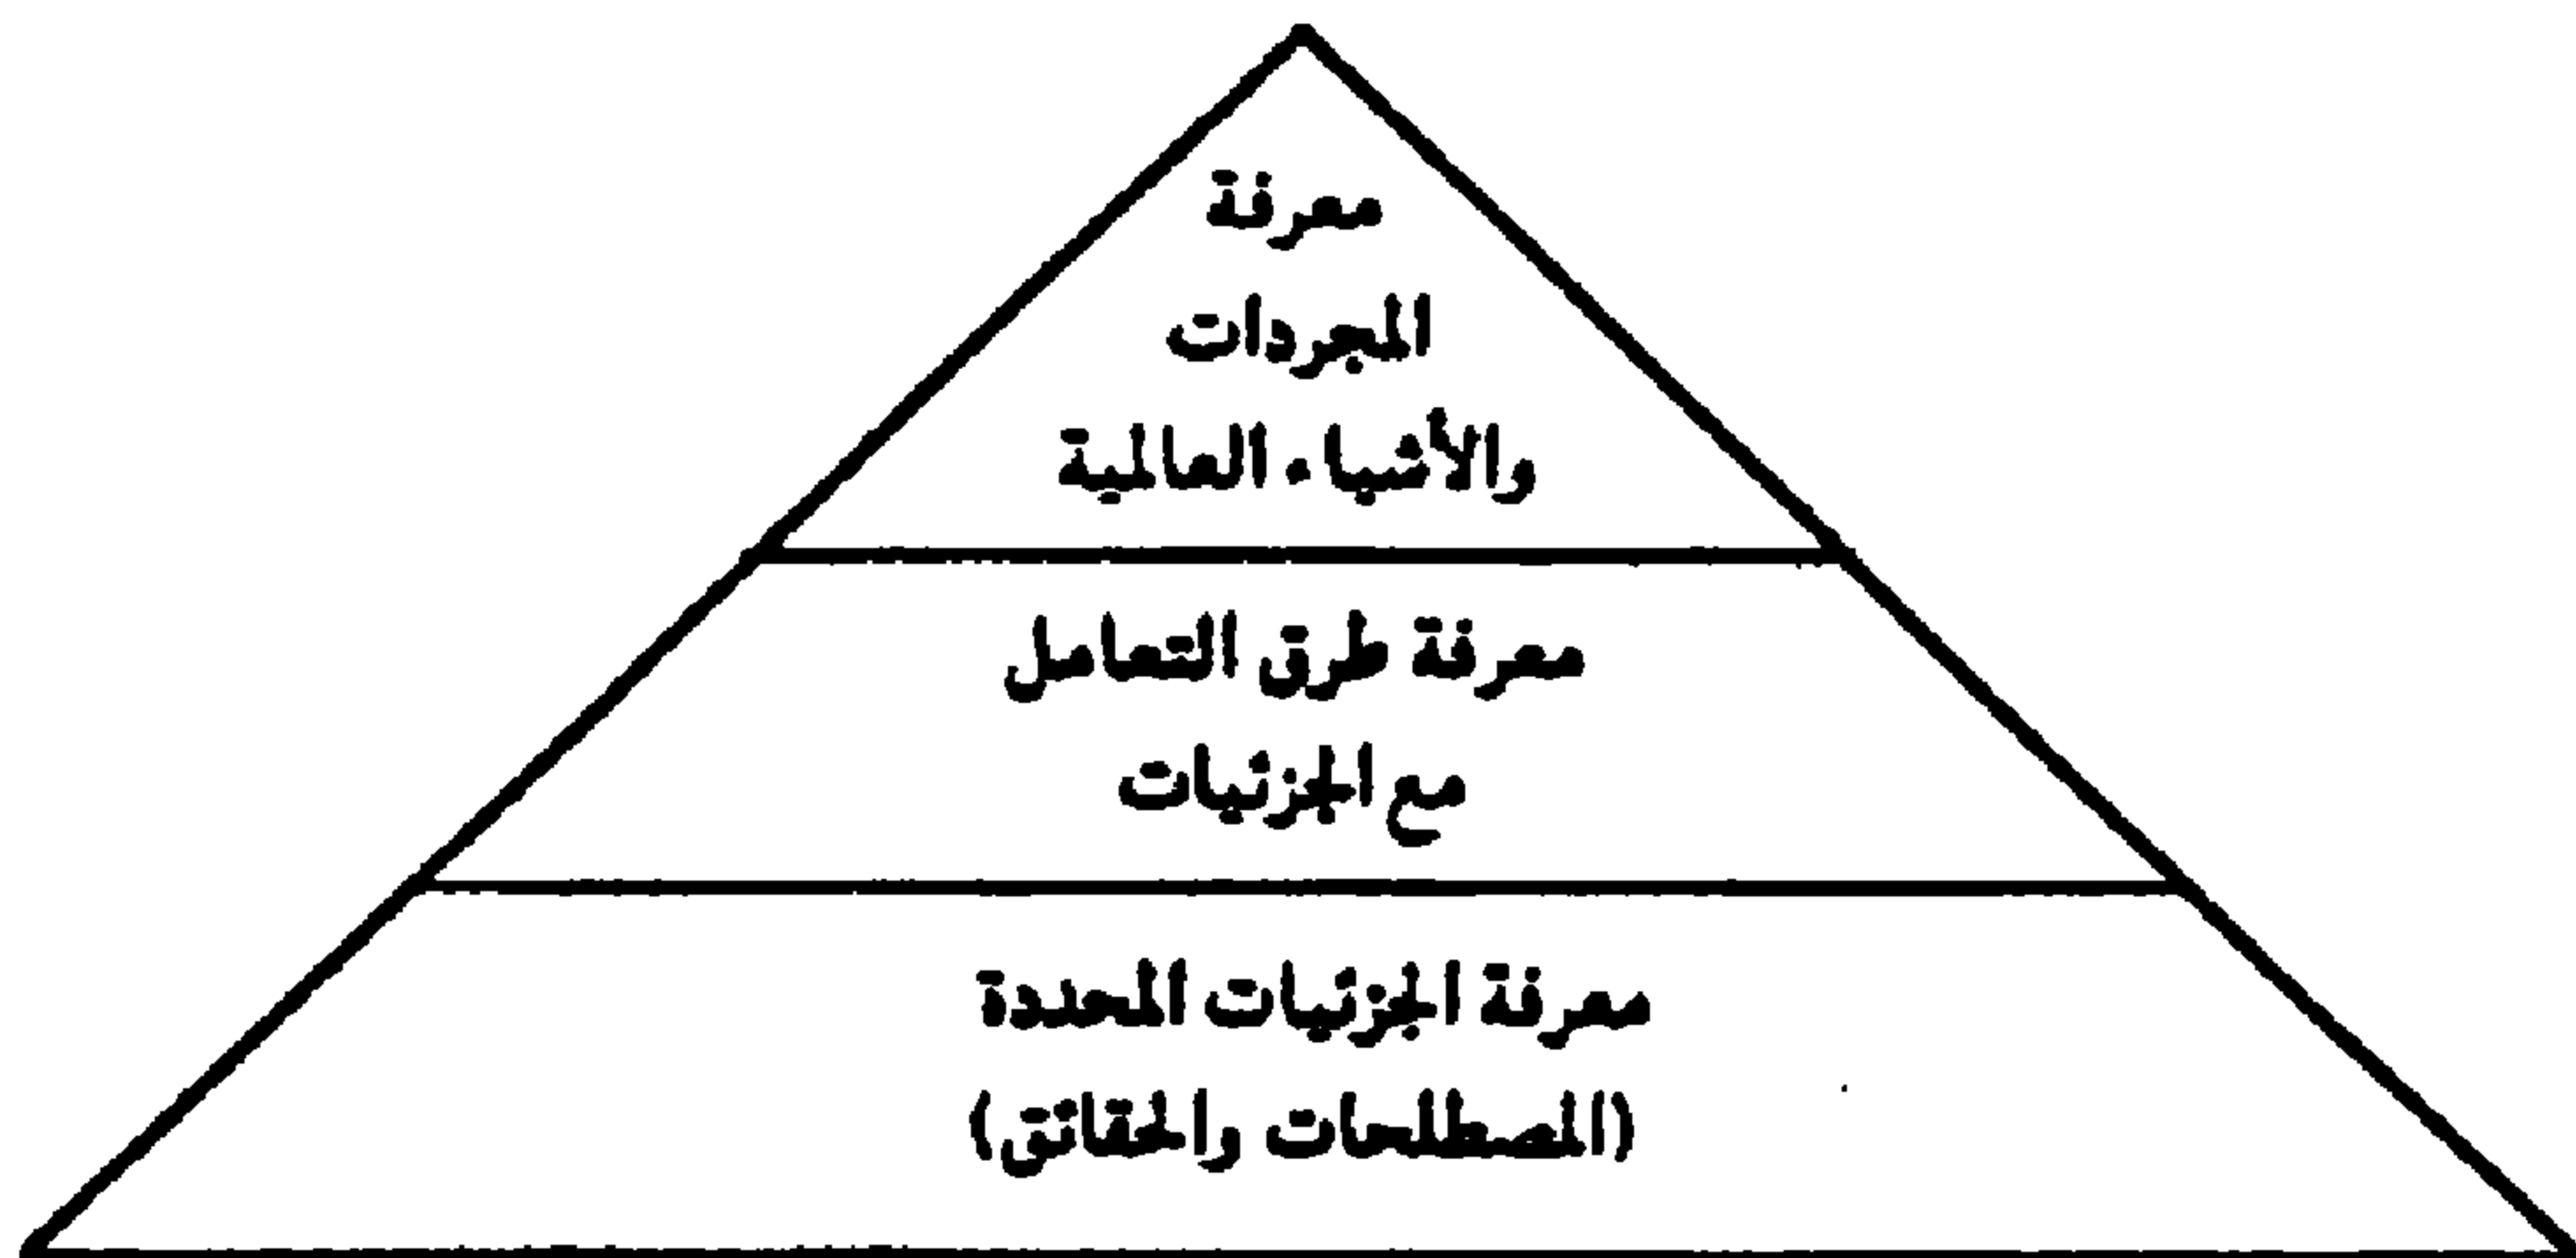 معرفة
المجردات
والأشياء العالمية
معرفة طرق التعامل
مع الجزئيات
معرفة الجزئيات المحددة
(المصطلحات والحقائق)